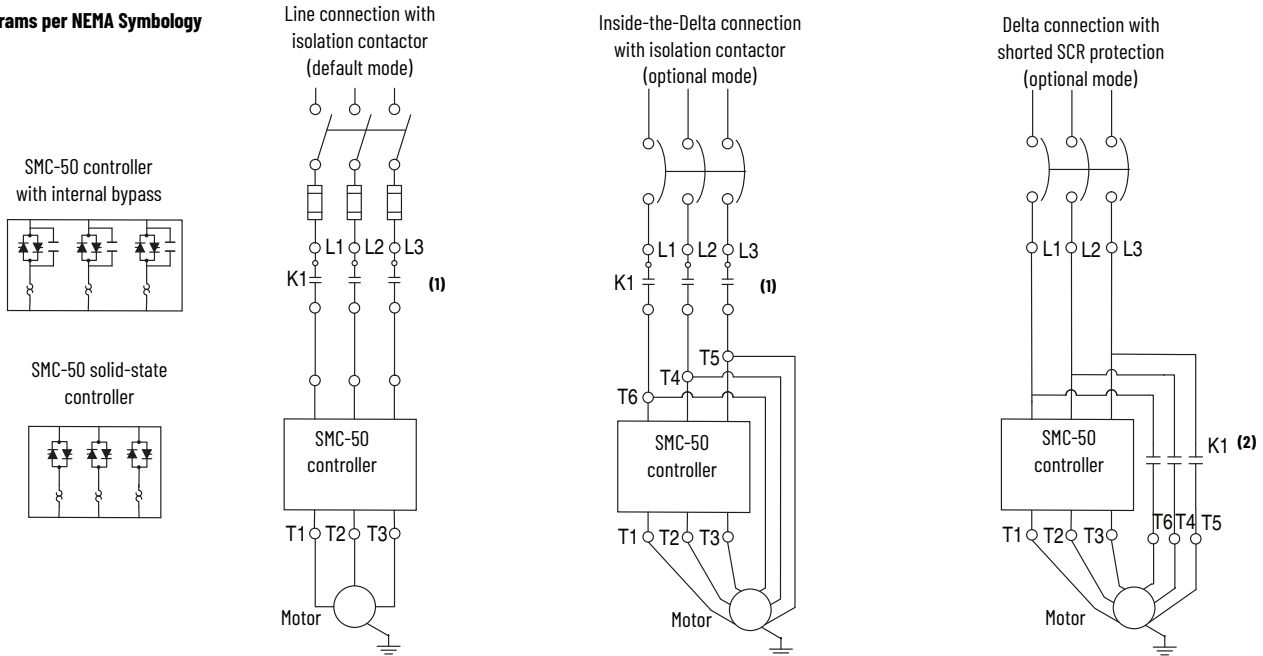 rams per NEMA Symbology
Line connection with
isolation contactor
(default mode)
Inside-the-Delta connection
with isolation contactor
(optional mode)
Delta connection with
shorted SCR protection
(optional mode)
SMC-50 controller
with internal bypass
SMC-50 solid-state
controller
L1 L2 L3
K1 (1)
SMC-50
controller
T1 T2 T3
Motor
L1 L2 L3
K1 (1)
T5
T4
T6
SMC-50
controller
T1 T2 T3
Motor
L1 L2 L3
SMC-50
controller
K1 (2)
T6 T4 T5
T1 T2 T3
Motor